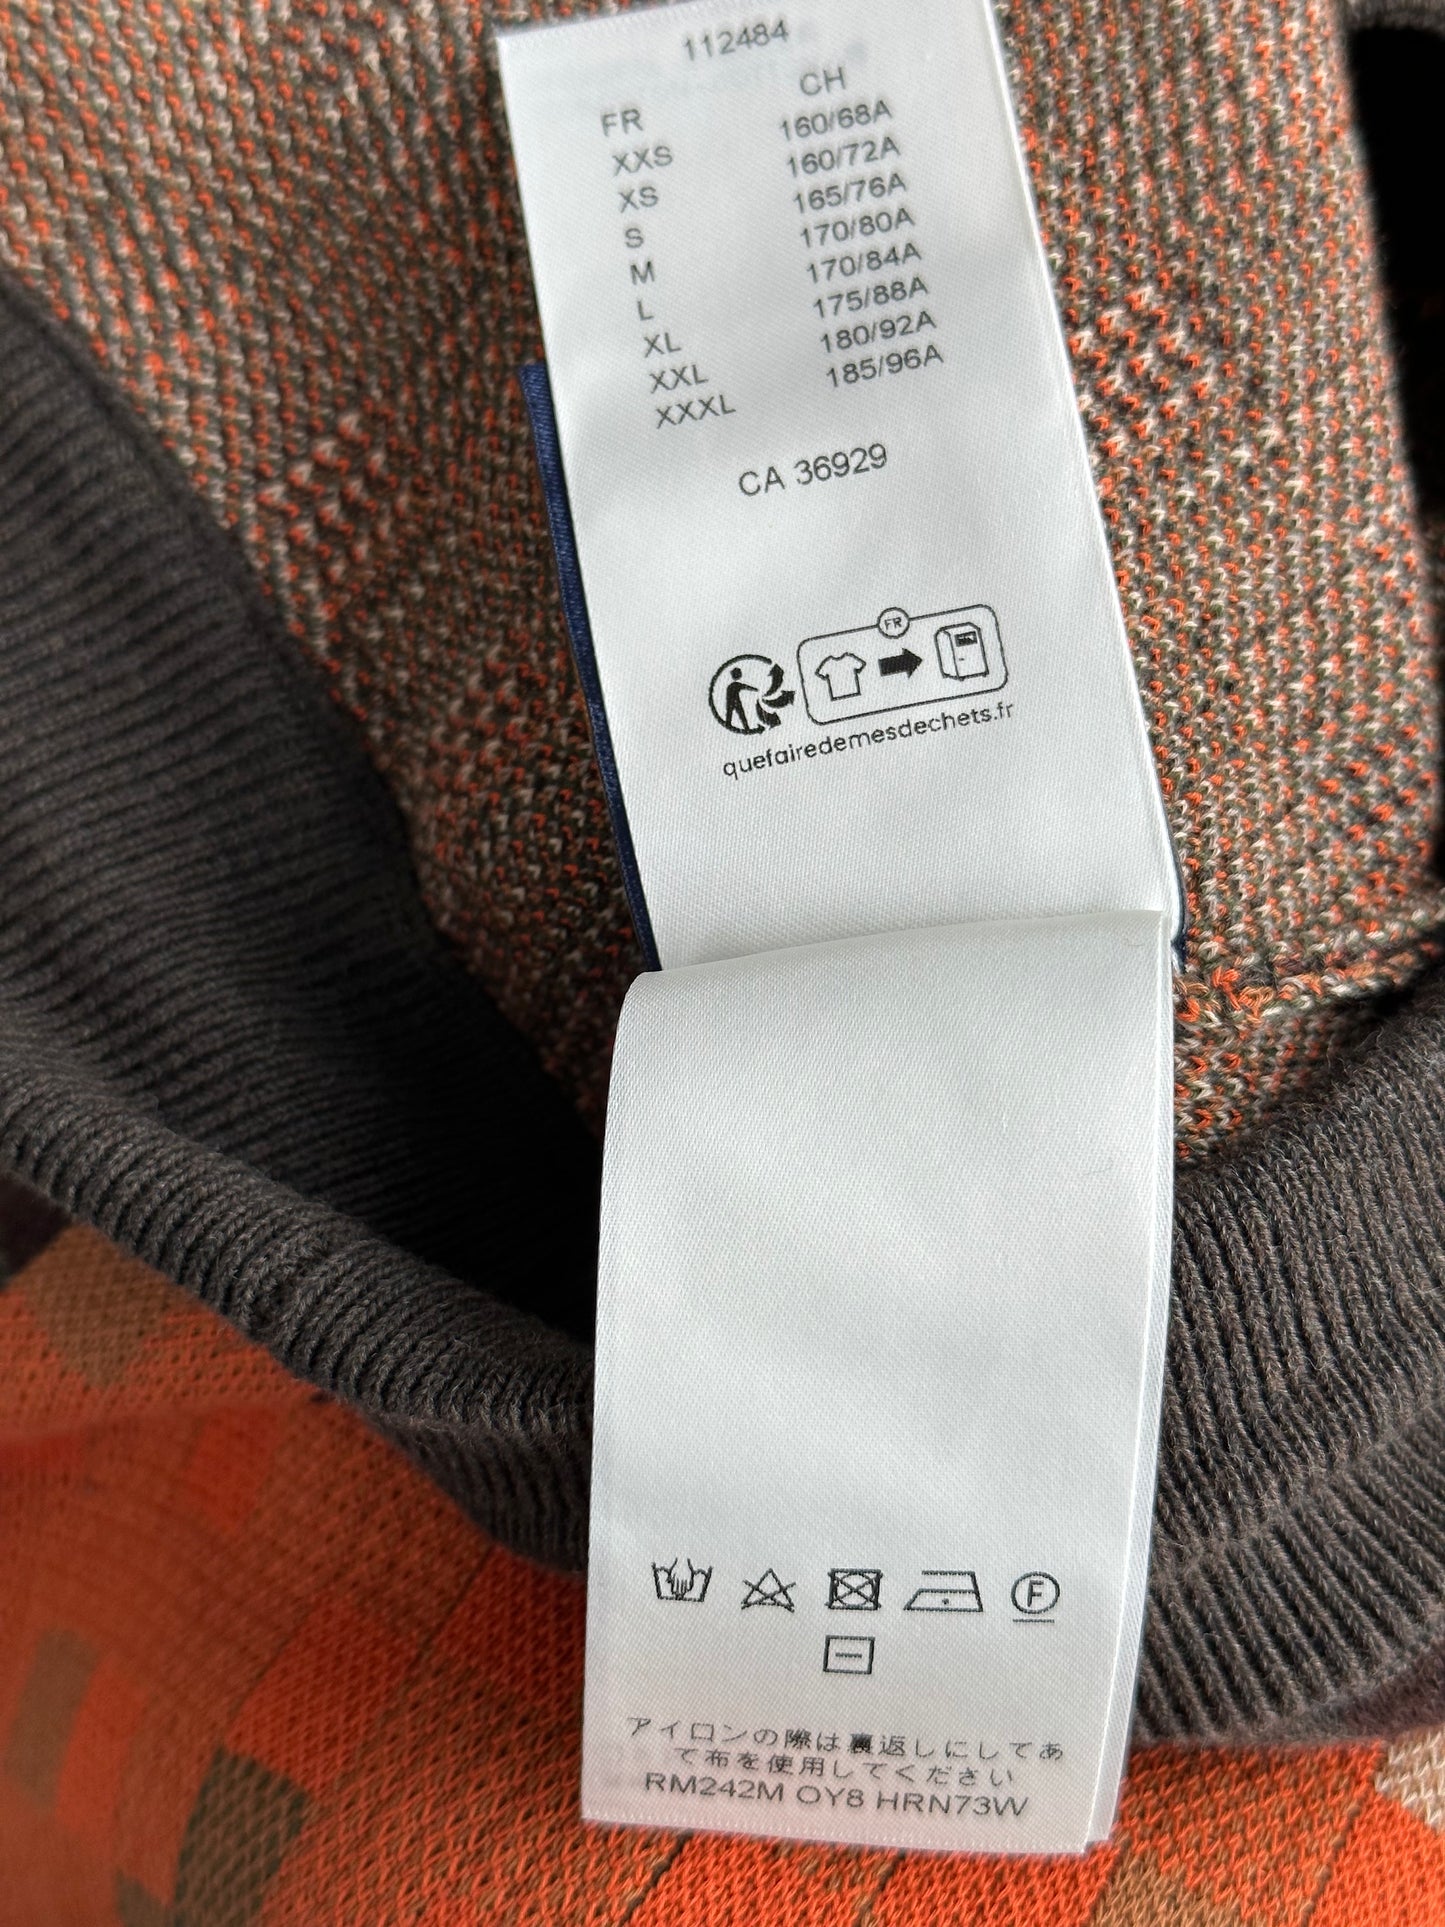 112484
FR CH
XXS 160/68A
XS 160/72A
S 165/76A
M 170/80A
L 170/84A
XL 175/88A
XXL 180/92A
XXXL 185/96A
CA 36929
FR
quefairedemesdechets.fr
F
アイロンの際は裏返しにしてあ
て布を使用してください
RM242M OY8 HRN73W